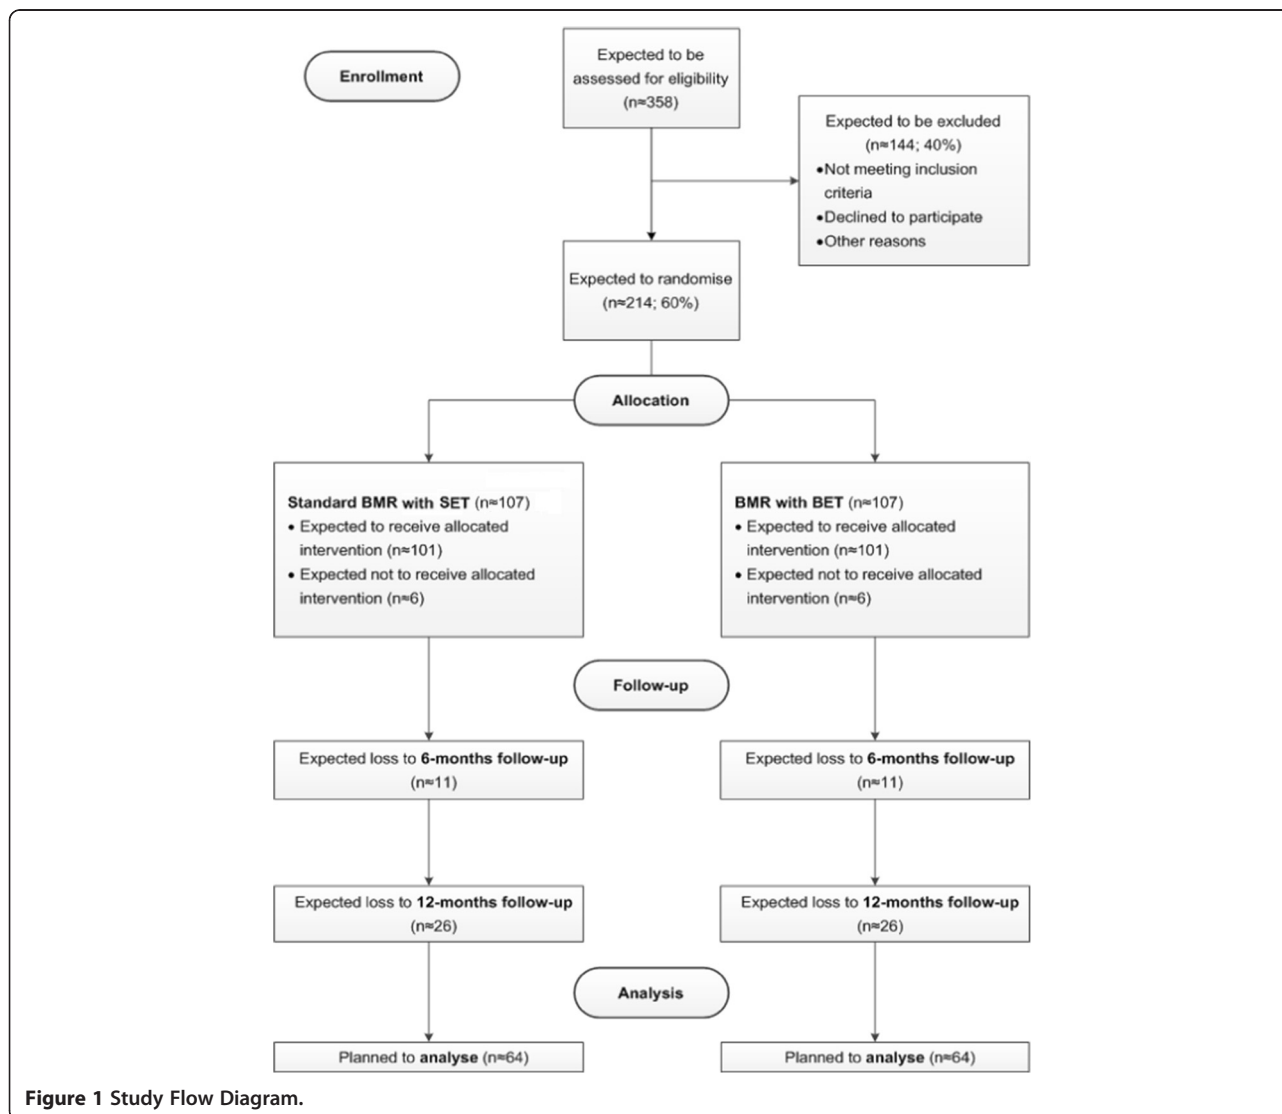 Enrollment
Expected to be
assessed for eligibility
(n≈358)
Expected to be excluded
(n≈144; 40%)
•Not meeting inclusion
criteria
•Declined to participate
•Other reasons
Expected to randomise
(n≈214; 60%)
Allocation
Standard BMR with SET (n≈107)
• Expected to receive allocated
intervention (n≈101)
• Expected not to receive allocated
intervention (n≈6)
BMR with BET (n≈107)
• Expected to receive allocated
intervention (n≈101)
• Expected not to receive allocated
intervention (n≈6)
Follow-up
Expected loss to 6-months follow-up
(n≈11)
Expected loss to 6-months follow-up
(n≈11)
Expected loss to 12-months follow-up
(n≈26)
Expected loss to 12-months follow-up
(n≈26)
Analysis
Planned to analyse (n≈64)
Planned to analyse (n≈64)
Figure 1 Study Flow Diagram.